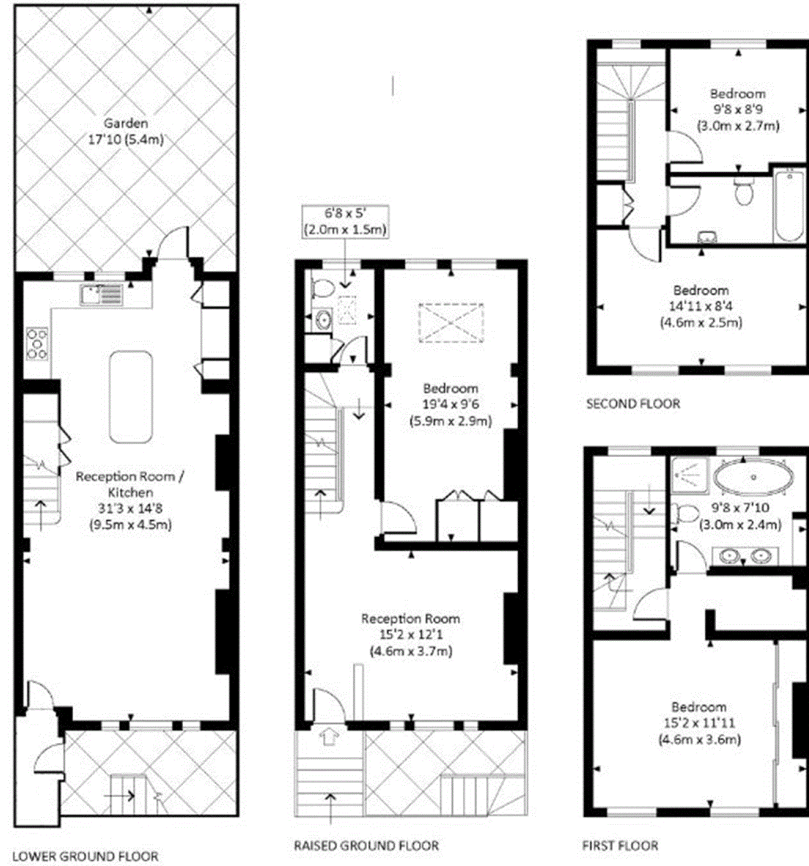 Garden
17'10 (5.4m)
Reception Room /
Kitchen
31'3 x 14'8
(9.5m x 4.5m)
LOWER GROUND FLOOR
6'8 x 5'
(2.0m x 1.5m)
Bedroom
19'4 x 9'6
(5.9m x 2.9m)
Reception Room
15'2 x 12'1
(4.6m x 3.7m)
RAISED GROUND FLOOR
Bedroom
9'8 x 8'9
(3.0m x 2.7m)
Bedroom
14'11 x 8'4
(4.6m x 2.5m)
SECOND FLOOR
9'8 x 7'10
(3.0m x 2.4m)
Bedroom
15'2 x 11'11
(4.6m x 3.6m)
FIRST FLOOR